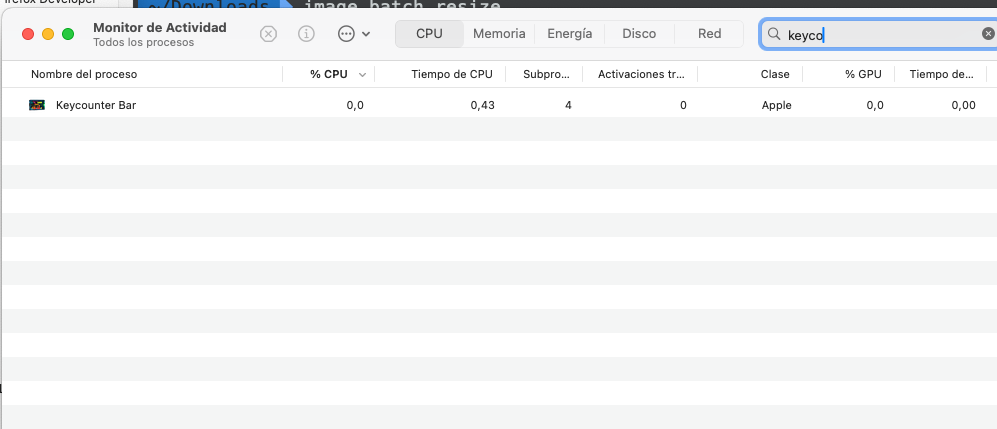 ~/Downloads image batch resize
Monitor de Actividad
Todos los procesos
CPU Memoria Energía Disco Red
keyco
Nombre del proceso % CPU Tiempo de CPU Subpro... Activaciones tr... Clase % GPU Tiempo de...
Keycounter Bar 0,0 0,43 4 0 Apple 0,0 0,00